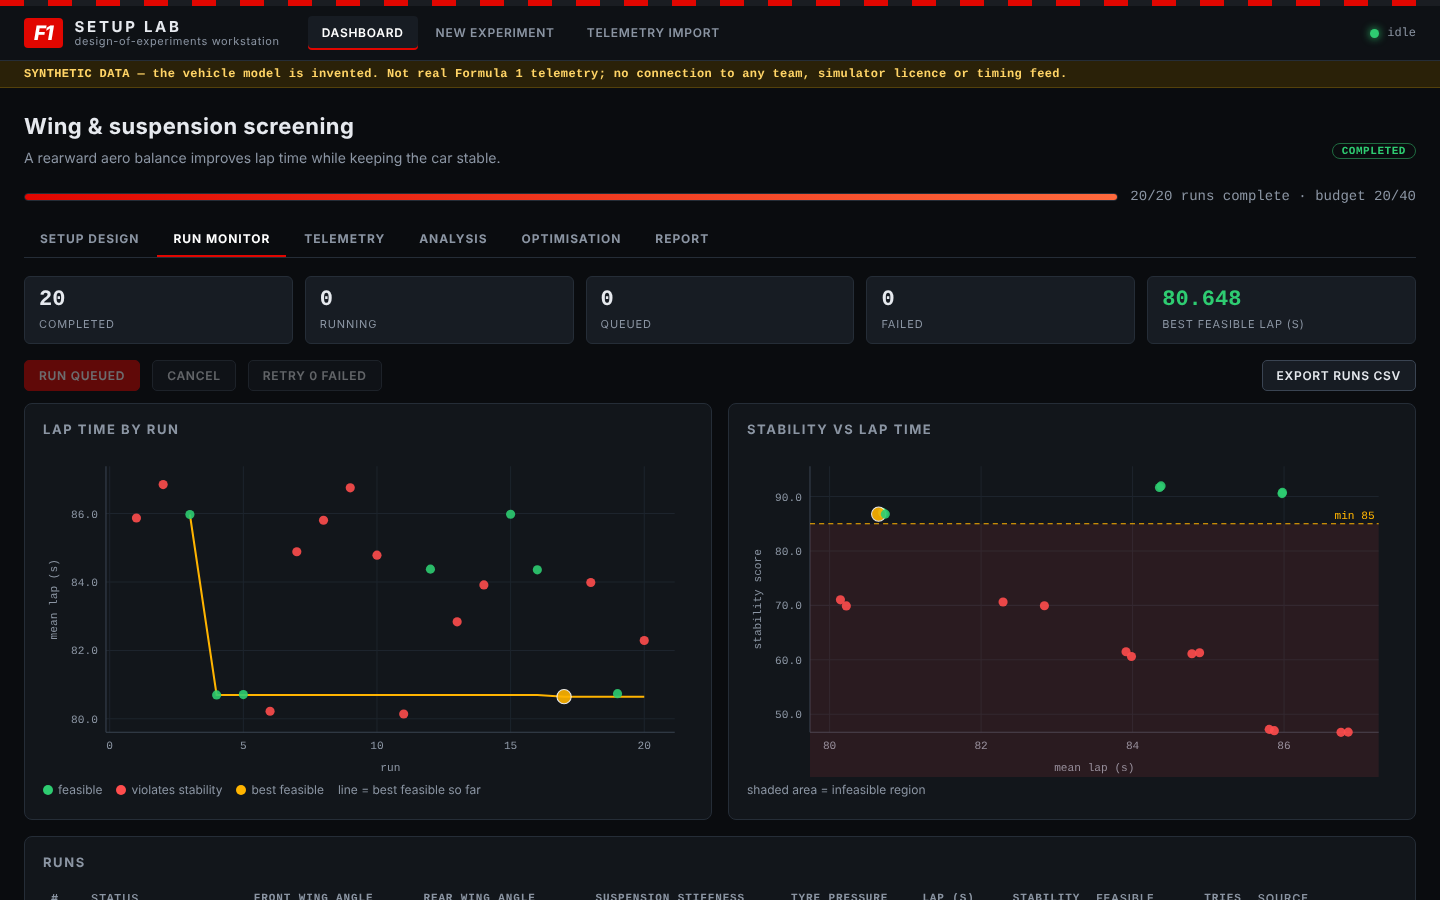 F1
SETUP LAB
design-of-experiments workstation
DASHBOARD
NEW EXPERIMENT
TELEMETRY IMPORT
idle
SYNTHETIC DATA — the vehicle model is invented. Not real Formula 1 telemetry; no connection to any team, simulator licence or timing feed.
Wing & suspension screening
A rearward aero balance improves lap time while keeping the car stable.
COMPLETED
20/20 runs complete · budget 20/40
SETUP DESIGN
RUN MONITOR
TELEMETRY
ANALYSIS
OPTIMISATION
REPORT
20
COMPLETED
0
RUNNING
0
QUEUED
0
FAILED
80.648
BEST FEASIBLE LAP (S)
RUN QUEUED
CANCEL
RETRY 0 FAILED
EXPORT RUNS CSV
LAP TIME BY RUN
86.0
84.0
82.0
80.0
mean lap (s)
0 5 10 15 20
run
feasible
violates stability
best feasible
line = best feasible so far
STABILITY VS LAP TIME
90.0
80.0
70.0
60.0
50.0
stability score
min 85
80 82 84 86
mean lap (s)
shaded area = infeasible region
RUNS
# STATUS FRONT WING ANGLE REAR WING ANGLE SUSPENSION STIFFNESS TYRE PRESSURE LAP (S) STABILITY FEASIBLE TRIES SOURCE